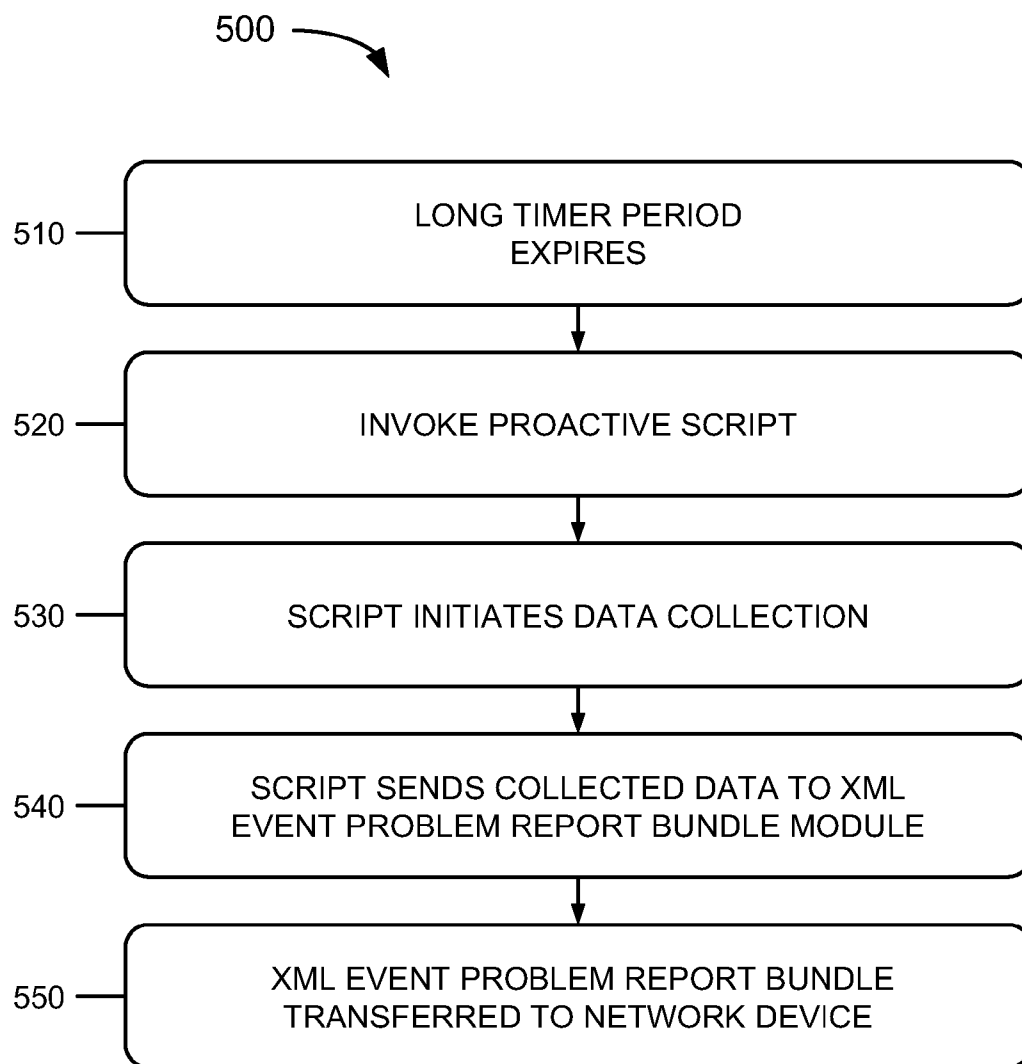 500
510
LONG TIMER PERIOD
EXPIRES
520
INVOKE PROACTIVE SCRIPT
530
SCRIPT INITIATES DATA COLLECTION
540
SCRIPT SENDS COLLECTED DATA TO XML
EVENT PROBLEM REPORT BUNDLE MODULE
550
XML EVENT PROBLEM REPORT BUNDLE
TRANSFERRED TO NETWORK DEVICE